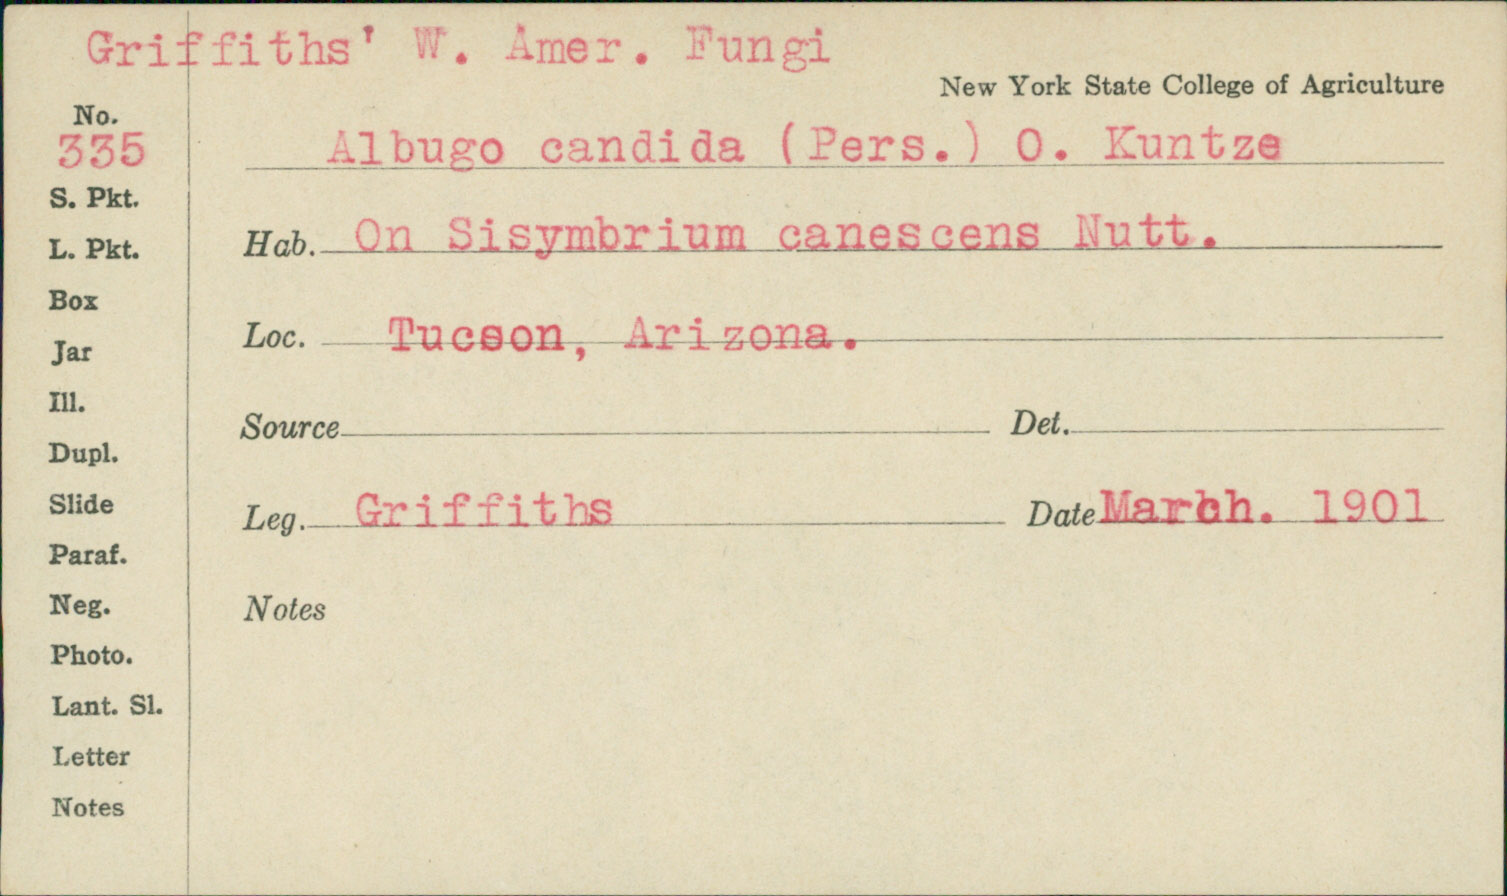 Griffiths' W. Amer. Fungi
New York State College of Agriculture
No.
335
Albugo candida (Pers.) O. Kuntze
S. Pkt.
L. Pkt.
Box
Jar
Ill.
Dupl.
Slide
Paraf.
Neg.
Photo.
Lant. Sl.
Letter
Notes
Hab. On Sisymbrium canescens Nutt.
Loc. Tucson, Arizona.
Source
Det.
Leg. Griffiths
Date March. 1901
Notes